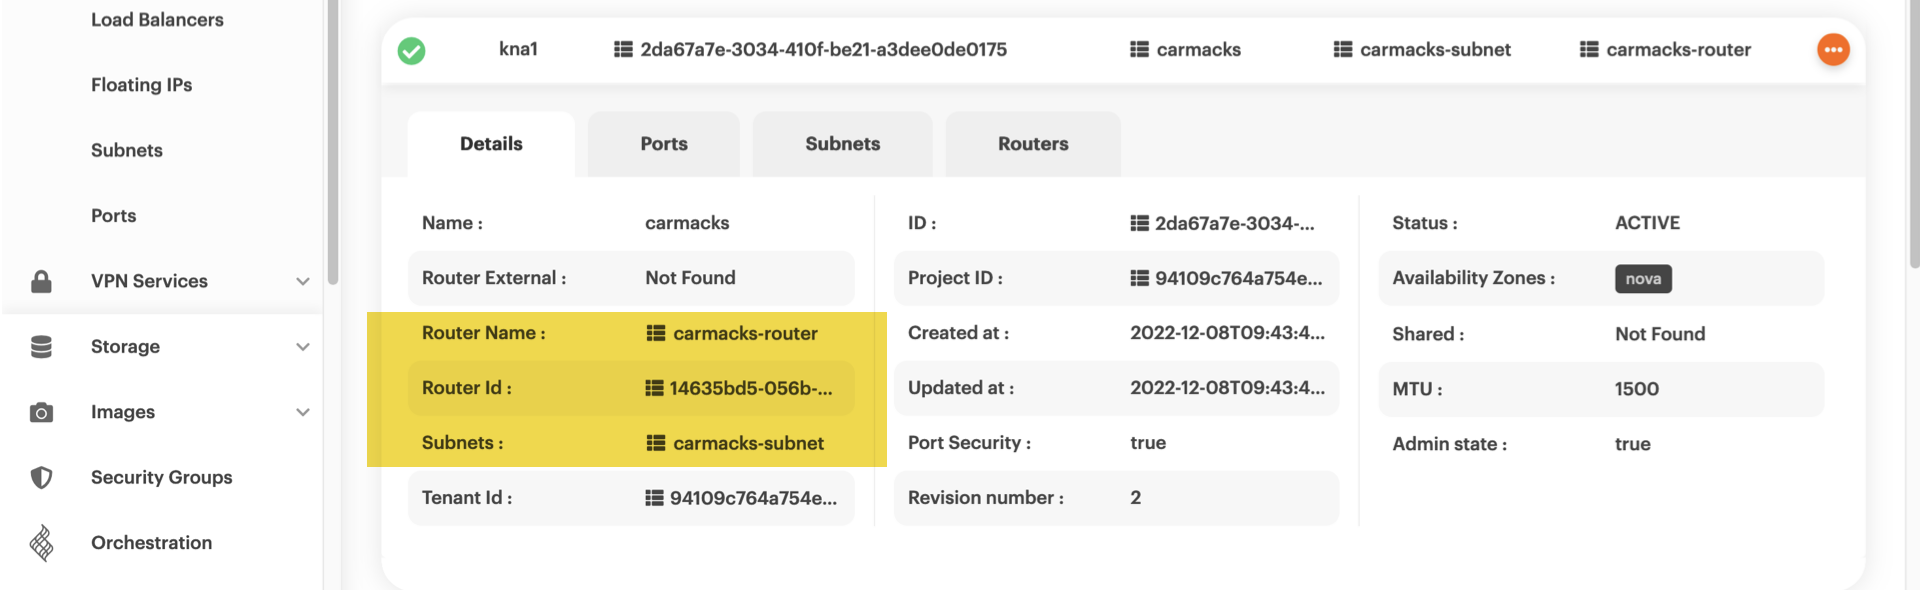 Load Balancers
Floating IPs
Subnets
Ports
VPN Services
Storage
Images
Security Groups
Orchestration
kna1 2da67a7e-3034-410f-be21-a3dee0de0175 carmacks carmacks-subnet carmacks-router
Details Ports Subnets Routers
Name : carmacks
Router External : Not Found
Router Name : carmacks-router
Router Id : 14635bd5-056b-...
Subnets : carmacks-subnet
Tenant Id : 94109c764a754e...
ID : 2da67a7e-3034-...
Project ID : 94109c764a754e...
Created at : 2022-12-08T09:43:4...
Updated at : 2022-12-08T09:43:4...
Port Security : true
Revision number : 2
Status : ACTIVE
Availability Zones : nova
Shared : Not Found
MTU : 1500
Admin state : true